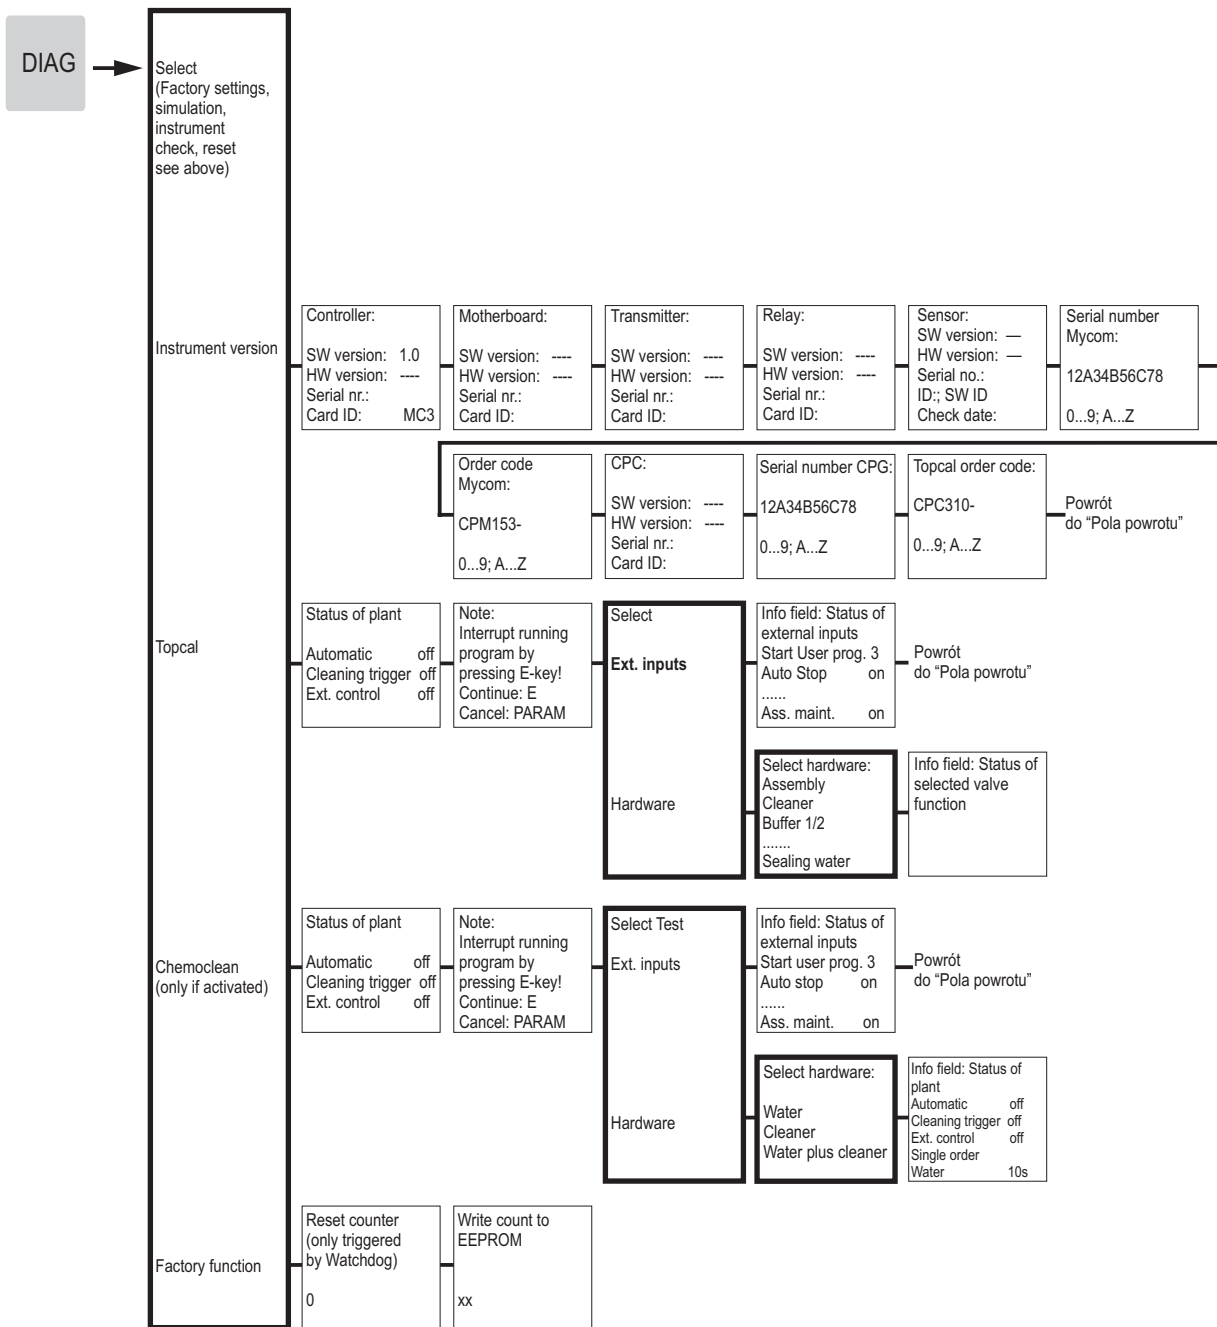 DIAG
Select
(Factory settings,
simulation,
instrument
check, reset
see above)
Instrument version
Controller:
SW version: 1.0
HW version: ----
Serial nr.:
Card ID: MC3
Motherboard:
SW version: ----
HW version: ----
Serial nr.:
Card ID:
Transmitter:
SW version: ----
HW version: ----
Serial nr.:
Card ID:
Relay:
SW version: ----
HW version: ----
Serial nr.:
Card ID:
Sensor:
SW version: —
HW version: —
Serial no.:
ID:; SW ID
Check date:
Serial number
Mycom:
12A34B56C78
0...9; A...Z
Order code
Mycom:
CPM153-
0...9; A...Z
CPC:
SW version: ----
HW version: ----
Serial nr.:
Card ID:
Serial number CPG:
12A34B56C78
0...9; A...Z
Topcal order code:
CPC310-
0...9; A...Z
Powrót
do “Pola powrotu”
Topcal
Status of plant
Automatic off
Cleaning trigger off
Ext. control off
Note:
Interrupt running
program by
pressing E-key!
Continue: E
Cancel: PARAM
Select
Ext. inputs
Hardware
Info field: Status of
external inputs
Start User prog. 3
Auto Stop on
......
Ass. maint. on
Powrót
do “Pola powrotu”
Select hardware:
Assembly
Cleaner
Buffer 1/2
.......
Sealing water
Info field: Status of
selected valve
function
Chemoclean
(only if activated)
Status of plant
Automatic off
Cleaning trigger off
Ext. control off
Note:
Interrupt running
program by
pressing E-key!
Continue: E
Cancel: PARAM
Select Test
Ext. inputs
Hardware
Info field: Status of
external inputs
Start user prog. 3
Auto stop on
......
Ass. maint. on
Powrót
do “Pola powrotu”
Select hardware:
Water
Cleaner
Water plus cleaner
Info field: Status of
plant
Automatic off
Cleaning trigger off
Ext. control off
Single order
Water 10s
Factory function
Reset counter
(only triggered
by Watchdog)
0
Write count to
EEPROM
xx